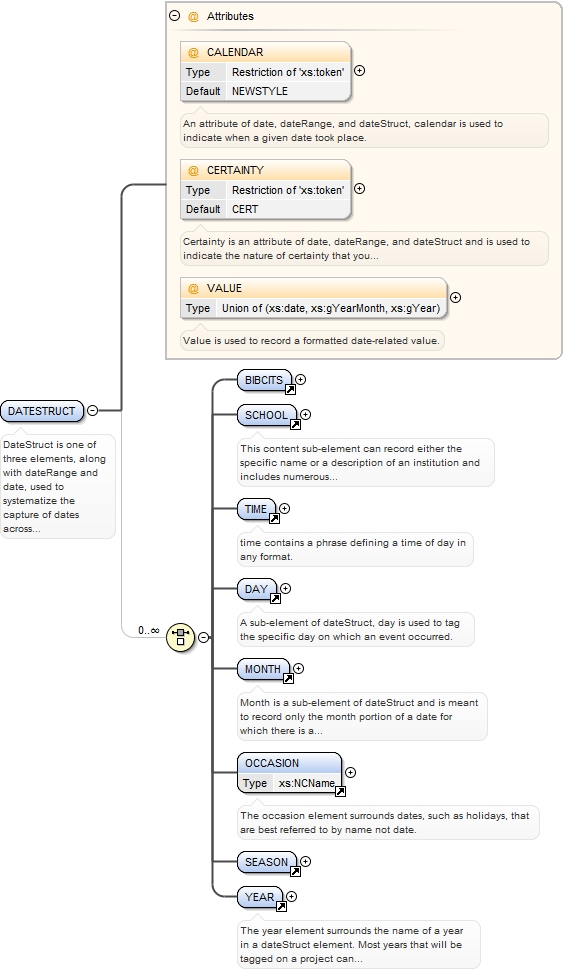 @ Attributes
@ CALENDAR
Type Restriction of 'xs:token'
Default NEWSTYLE
An attribute of date, dateRange, and dateStruct, calendar is used to
indicate when a given date took place.
@ CERTAINTY
Type Restriction of 'xs:token'
Default CERT
Certainty is an attribute of date, dateRange, and dateStruct and is used to
indicate the nature of certainty that you...
@ VALUE
Type Union of (xs:date, xs:gYearMonth, xs:gYear)
Value is used to record a formatted date-related value.
DATESTRUCT
DateStruct is one of
three elements, along
with dateRange and
date, used to
systematize the
capture of dates
across...
0..∞
BIBCITS
SCHOOL
This content sub-element can record either the
specific name or a description of an institution and
includes numerous...
TIME
time contains a phrase defining a time of day in
any format.
DAY
A sub-element of dateStruct, day is used to tag
the specific day on which an event occurred.
MONTH
Month is a sub-element of dateStruct and is meant
to record only the month portion of a date for
which there is a...
OCCASION
Type xs:NCName
The occasion element surrounds dates, such as holidays, that
are best referred to by name not date.
SEASON
YEAR
The year element surrounds the name of a year
in a dateStruct element. Most years that will be
tagged on a project can...